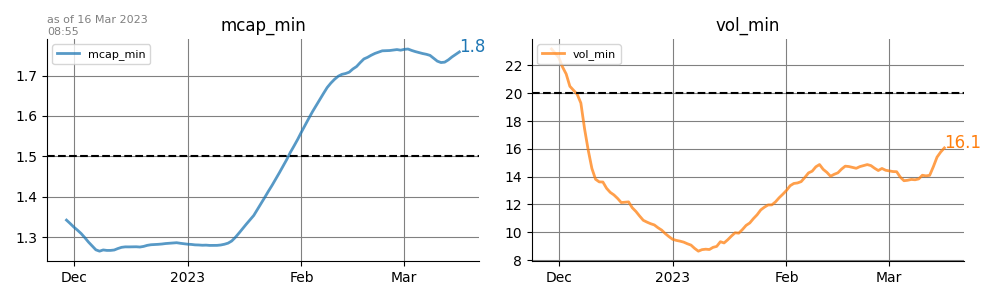 as of 16 Mar 2023
08:55
mcap_min
mcap_min
1.8
1.7
1.6
1.5
1.4
1.3
Dec
2023
Feb
Mar
vol_min
vol_min
16.1
22
20
18
16
14
12
10
8
Dec
2023
Feb
Mar